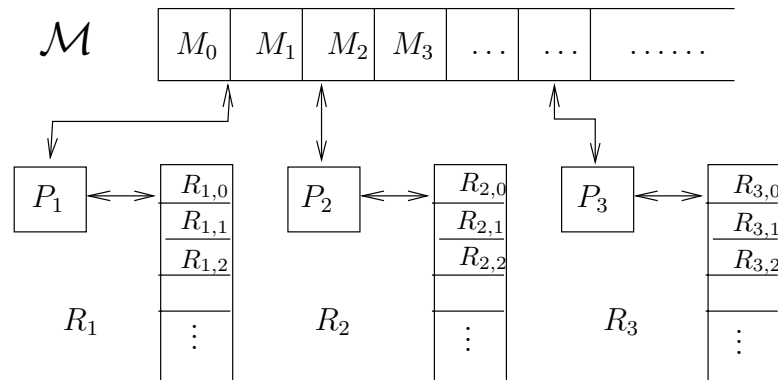 ℳ M₀ M₁ M₂ M₃ ... ... ......
P₁ P₂ P₃
R₁,₀ R₂,₀ R₃,₀
R₁,₁ R₂,₁ R₃,₁
R₁,₂ R₂,₂ R₃,₂
R₁ ⋮ R₂ ⋮ R₃ ⋮